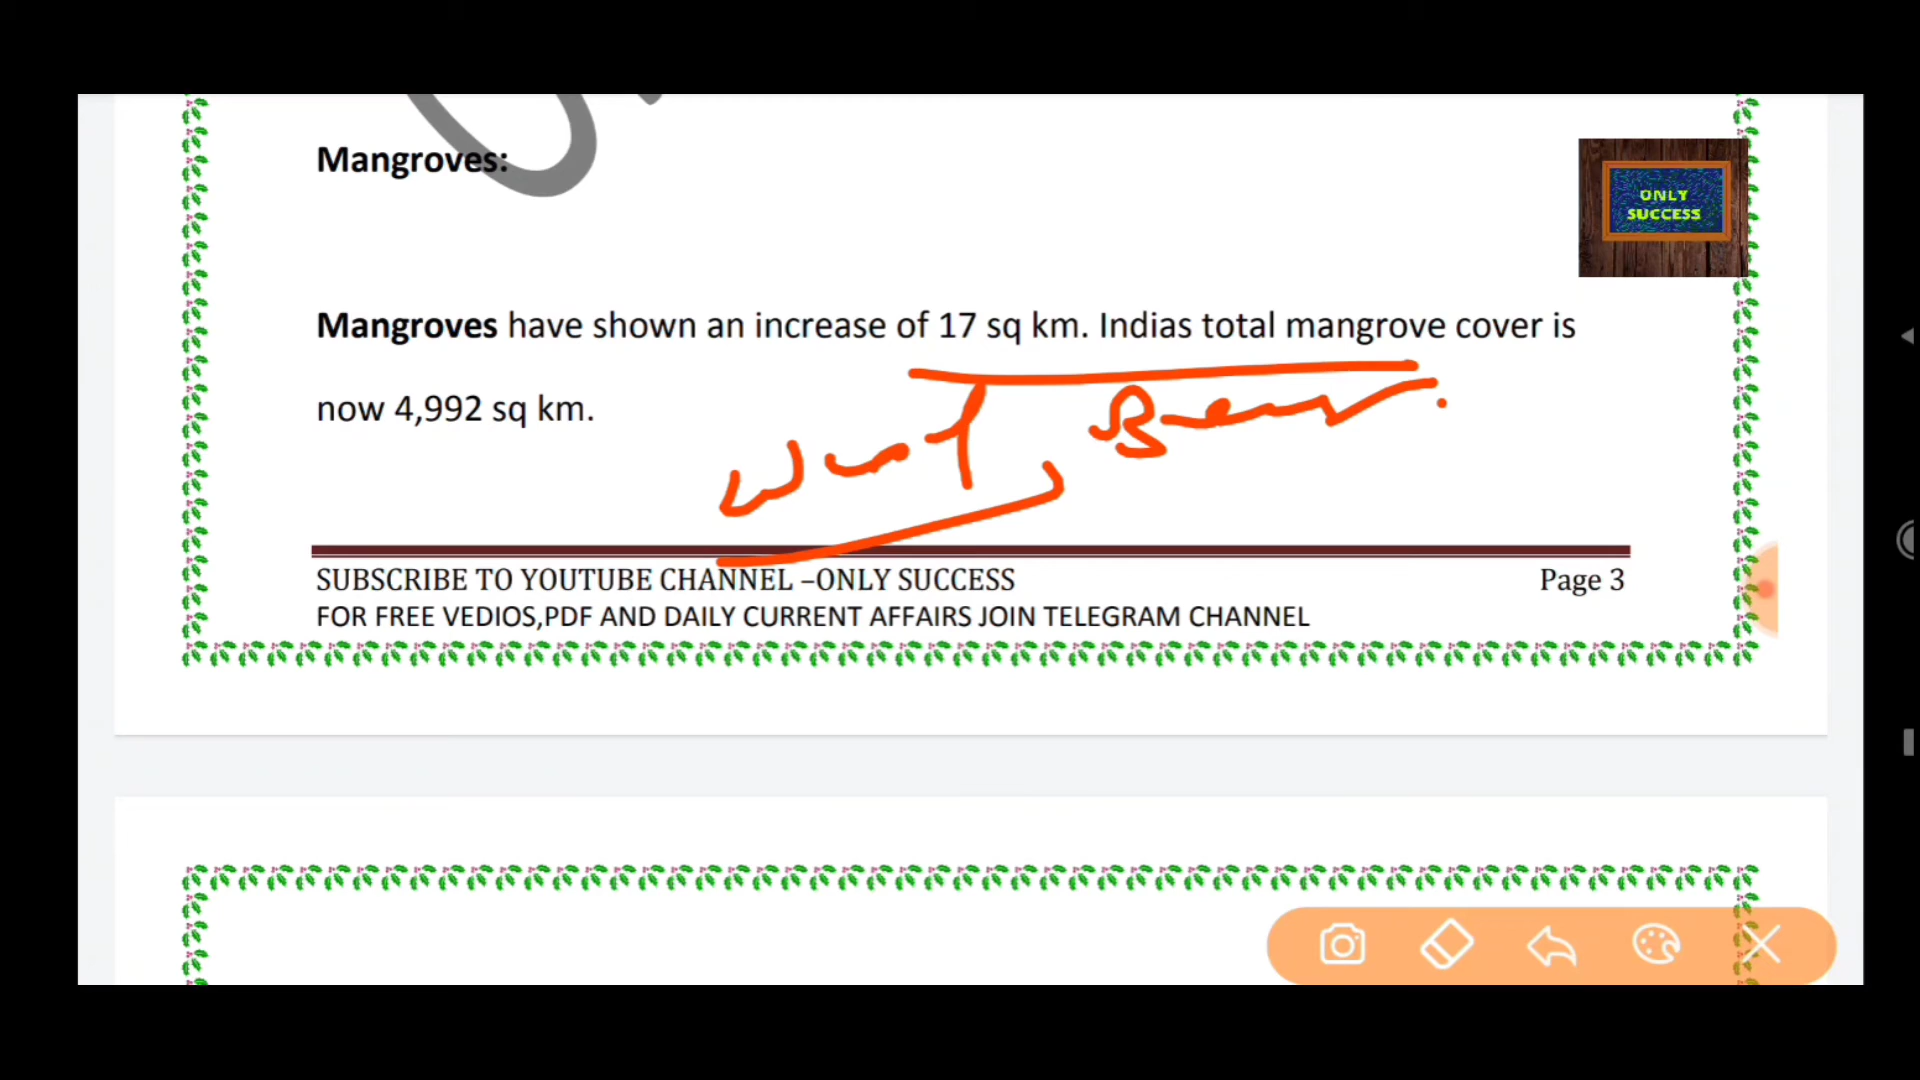 Mangroves:
ONLY
SUCCESS
Mangroves have shown an increase of 17 sq km. Indias total mangrove cover is
now 4,992 sq km.
West
SUBSCRIBE TO YOUTUBE CHANNEL –ONLY SUCCESS Page 3
FOR FREE VEDIOS,PDF AND DAILY CURRENT AFFAIRS JOIN TELEGRAM CHANNEL